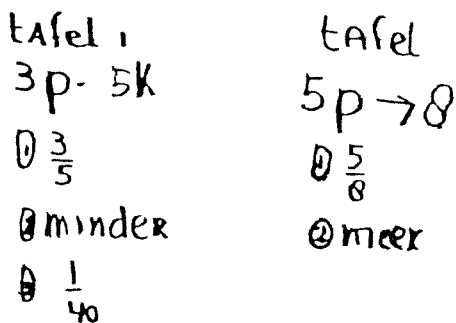 tafel 1
3p - 5K
① 3/5
② minder
③ 1/40
tafel
5p → 8
① 5/8
② meer